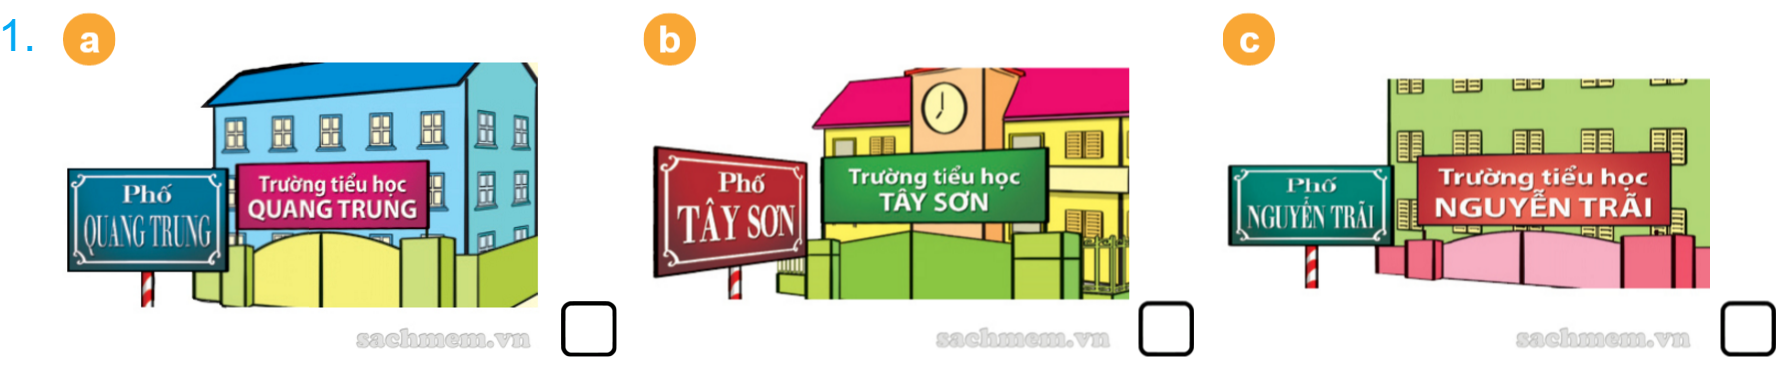 1.
a
Phố
QUANG TRUNG
Trường tiểu học
QUANG TRUNG
sachmem.vn
b
Phố
TÂY SƠN
Trường tiểu học
TÂY SƠN
sachmem.vn
c
Phố
NGUYỄN TRÃI
Trường tiểu học
NGUYỄN TRÃI
sachmem.vn